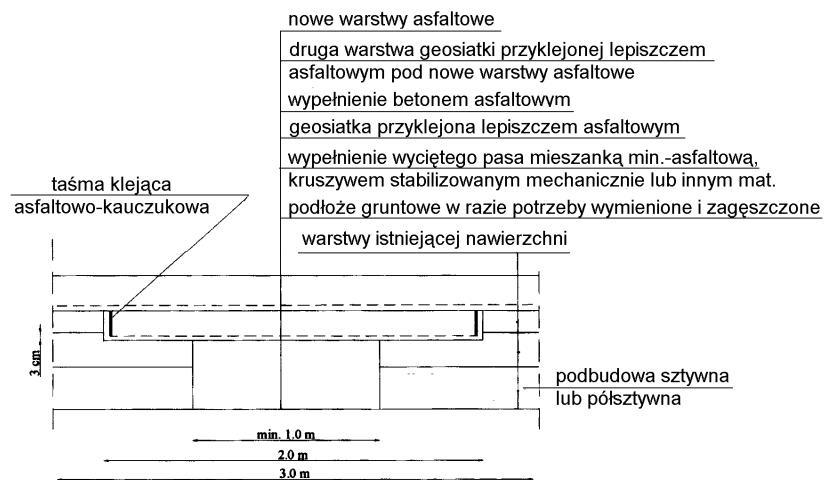 nowe warstwy asfaltowe
druga warstwa geosiatki przyklejonej lepiszczem
asfaltowym pod nowe warstwy asfaltowe
wypełnienie betonem asfaltowym
geosiatka przyklejona lepiszczem asfaltowym
wypełnienie wyciętego pasa mieszanką min.-asfaltową,
kruszywem stabilizowanym mechanicznie lub innym mat.
podłoże gruntowe w razie potrzeby wymienione i zagęszczone
warstwy istniejącej nawierzchni
taśma klejąca
asfaltowo-kauczukowa
3 cm
podbudowa sztywna
lub półsztywna
min. 1.0 m
2.0 m
3.0 m